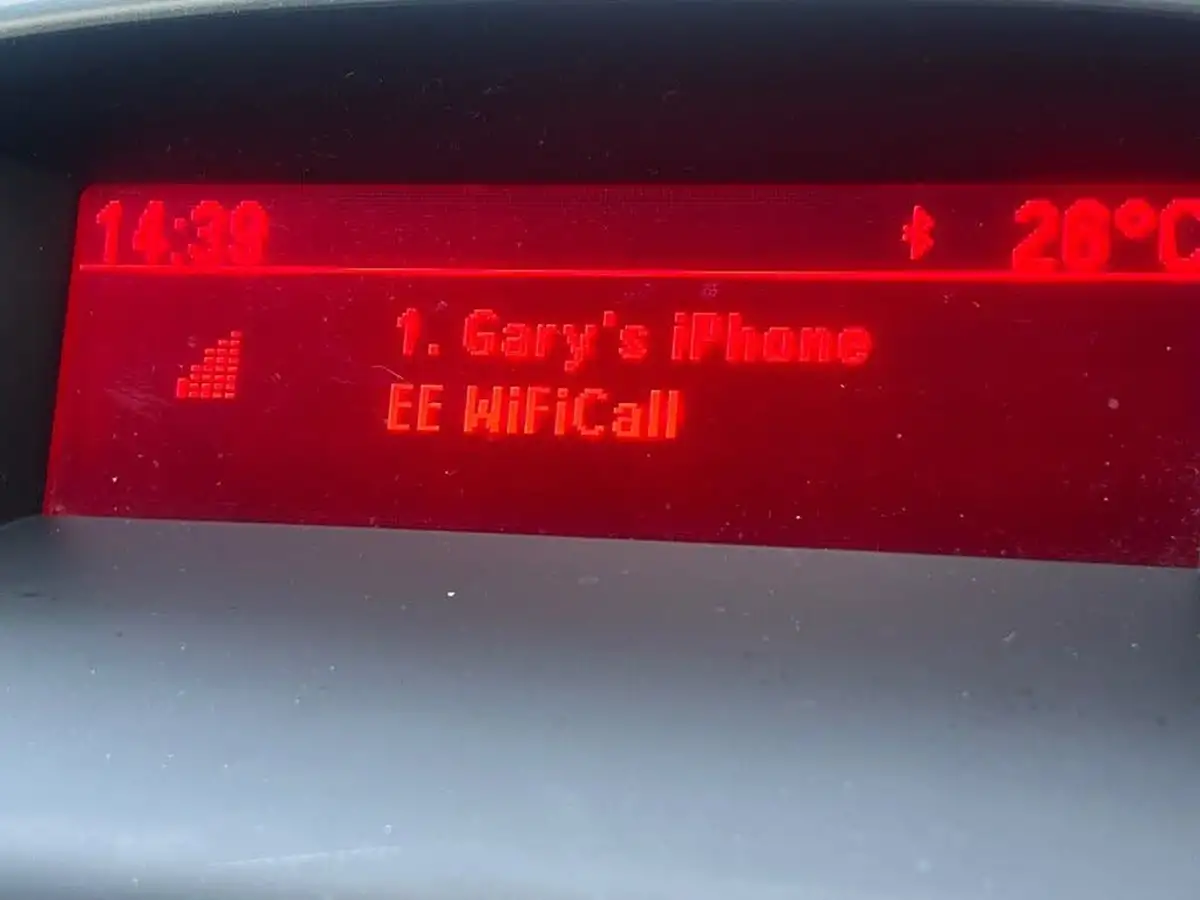 14:39
26°C
1. Gary's iPhone
EE WiFiCall